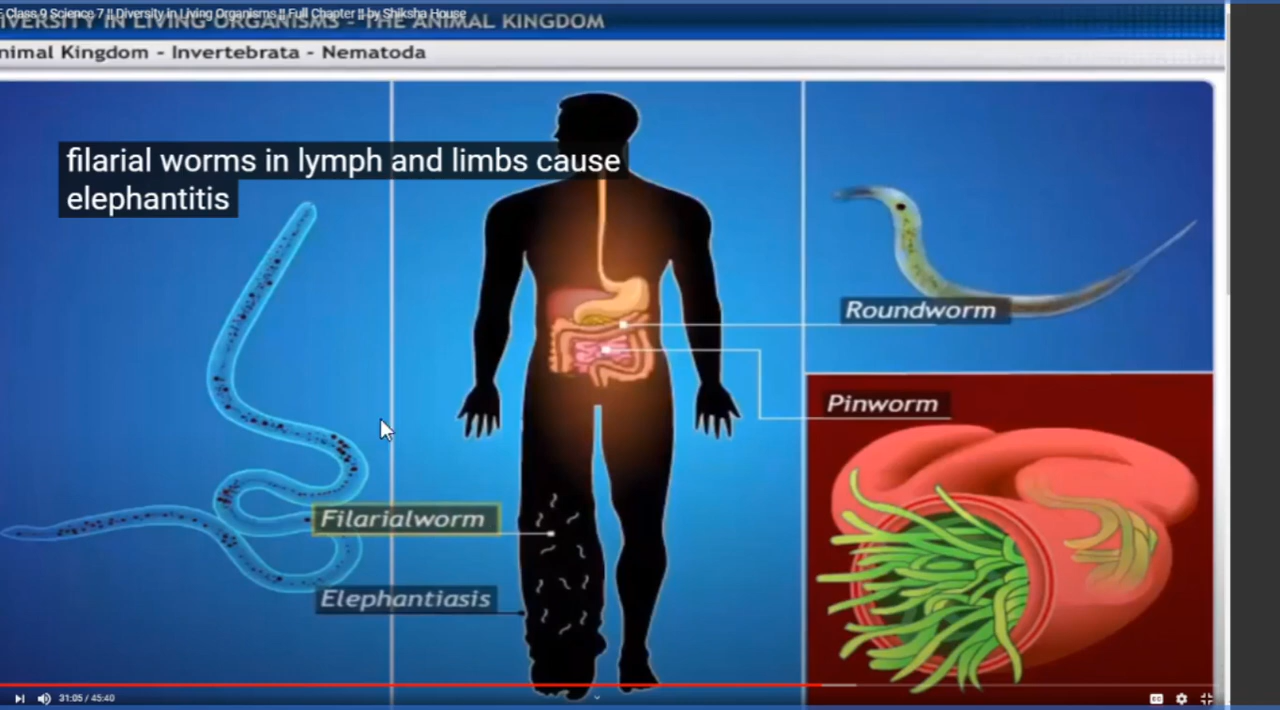 Class 9 Science 7 || Diversity in Living Organisms || Full Chapter || by Shiksha House
IVERSITY IN LIVING ORGANISMS - THE ANIMAL KINGDOM
nimal Kingdom - Invertebrata - Nematoda
filarial worms in lymph and limbs cause
elephantitis
Roundworm
Pinworm
Filarialworm
Elephantiasis
31:05 / 45:40